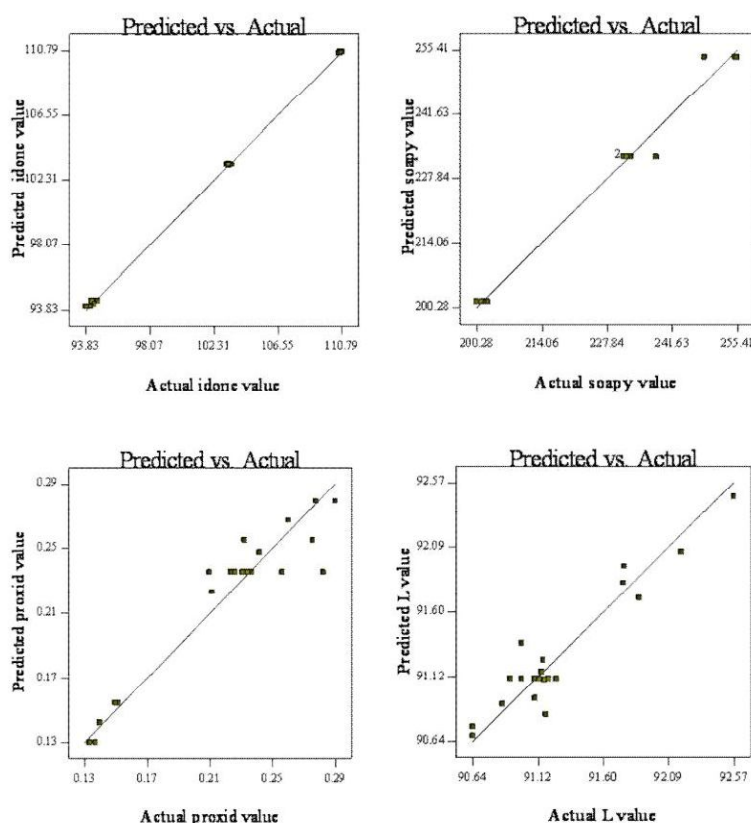 Predicted vs. Actual
110.79
106.55
102.31
98.07
93.83
Predicted idone value
93.83 98.07 102.31 106.55 110.79
Actual idone value
Predicted vs. Actual
255.41
241.63
227.84
214.06
200.28
Predicted soapy value
2
200.28 214.06 227.84 241.63 255.41
Actual soapy value
Predicted vs. Actual
0.29
0.25
0.21
0.17
0.13
Predicted proxid value
0.13 0.17 0.21 0.25 0.29
Actual proxid value
Predicted vs. Actual
92.57
92.09
91.60
91.12
90.64
Predicted L value
90.64 91.12 91.60 92.09 92.57
Actual L value